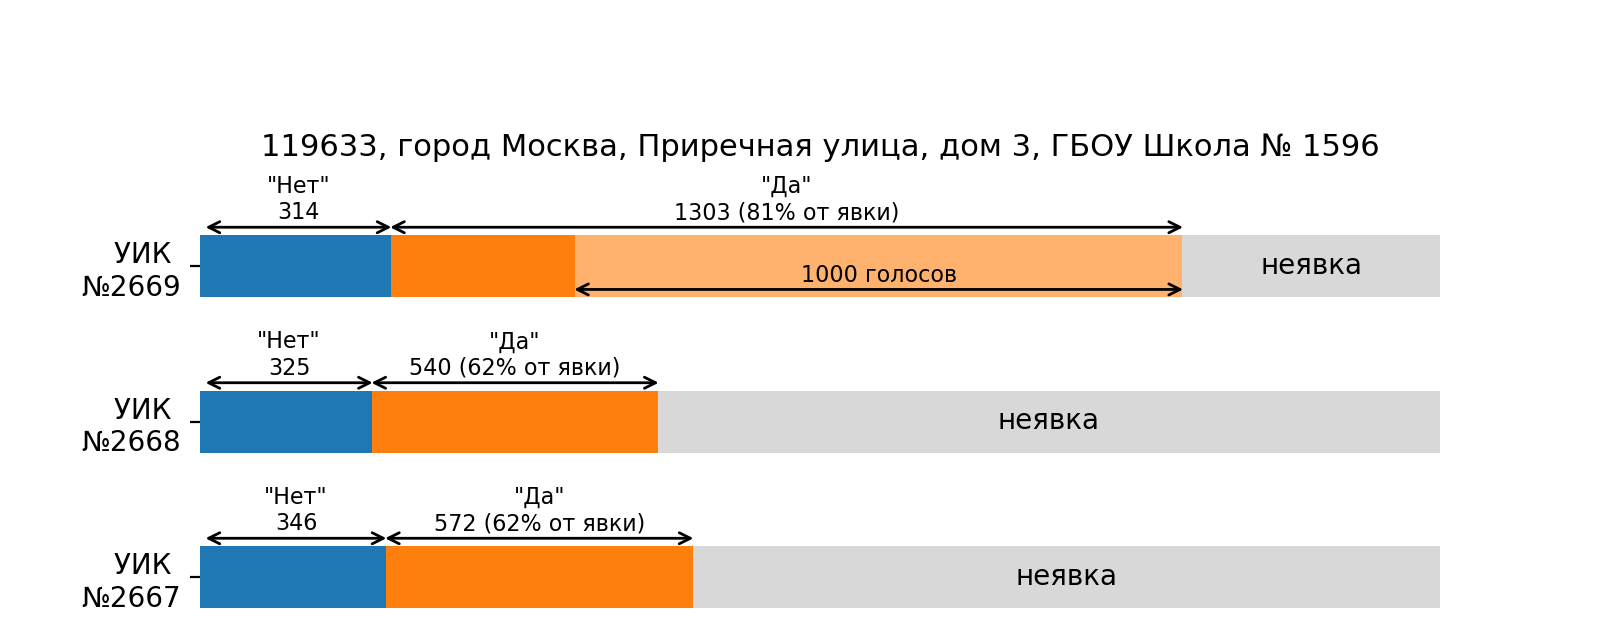 119633, город Москва, Приречная улица, дом 3, ГБОУ Школа № 1596
"Нет"
314
"Да"
1303 (81% от явки)
УИК
№2669
1000 голосов
неявка
"Нет"
325
"Да"
540 (62% от явки)
УИК
№2668
неявка
"Нет"
346
"Да"
572 (62% от явки)
УИК
№2667
неявка